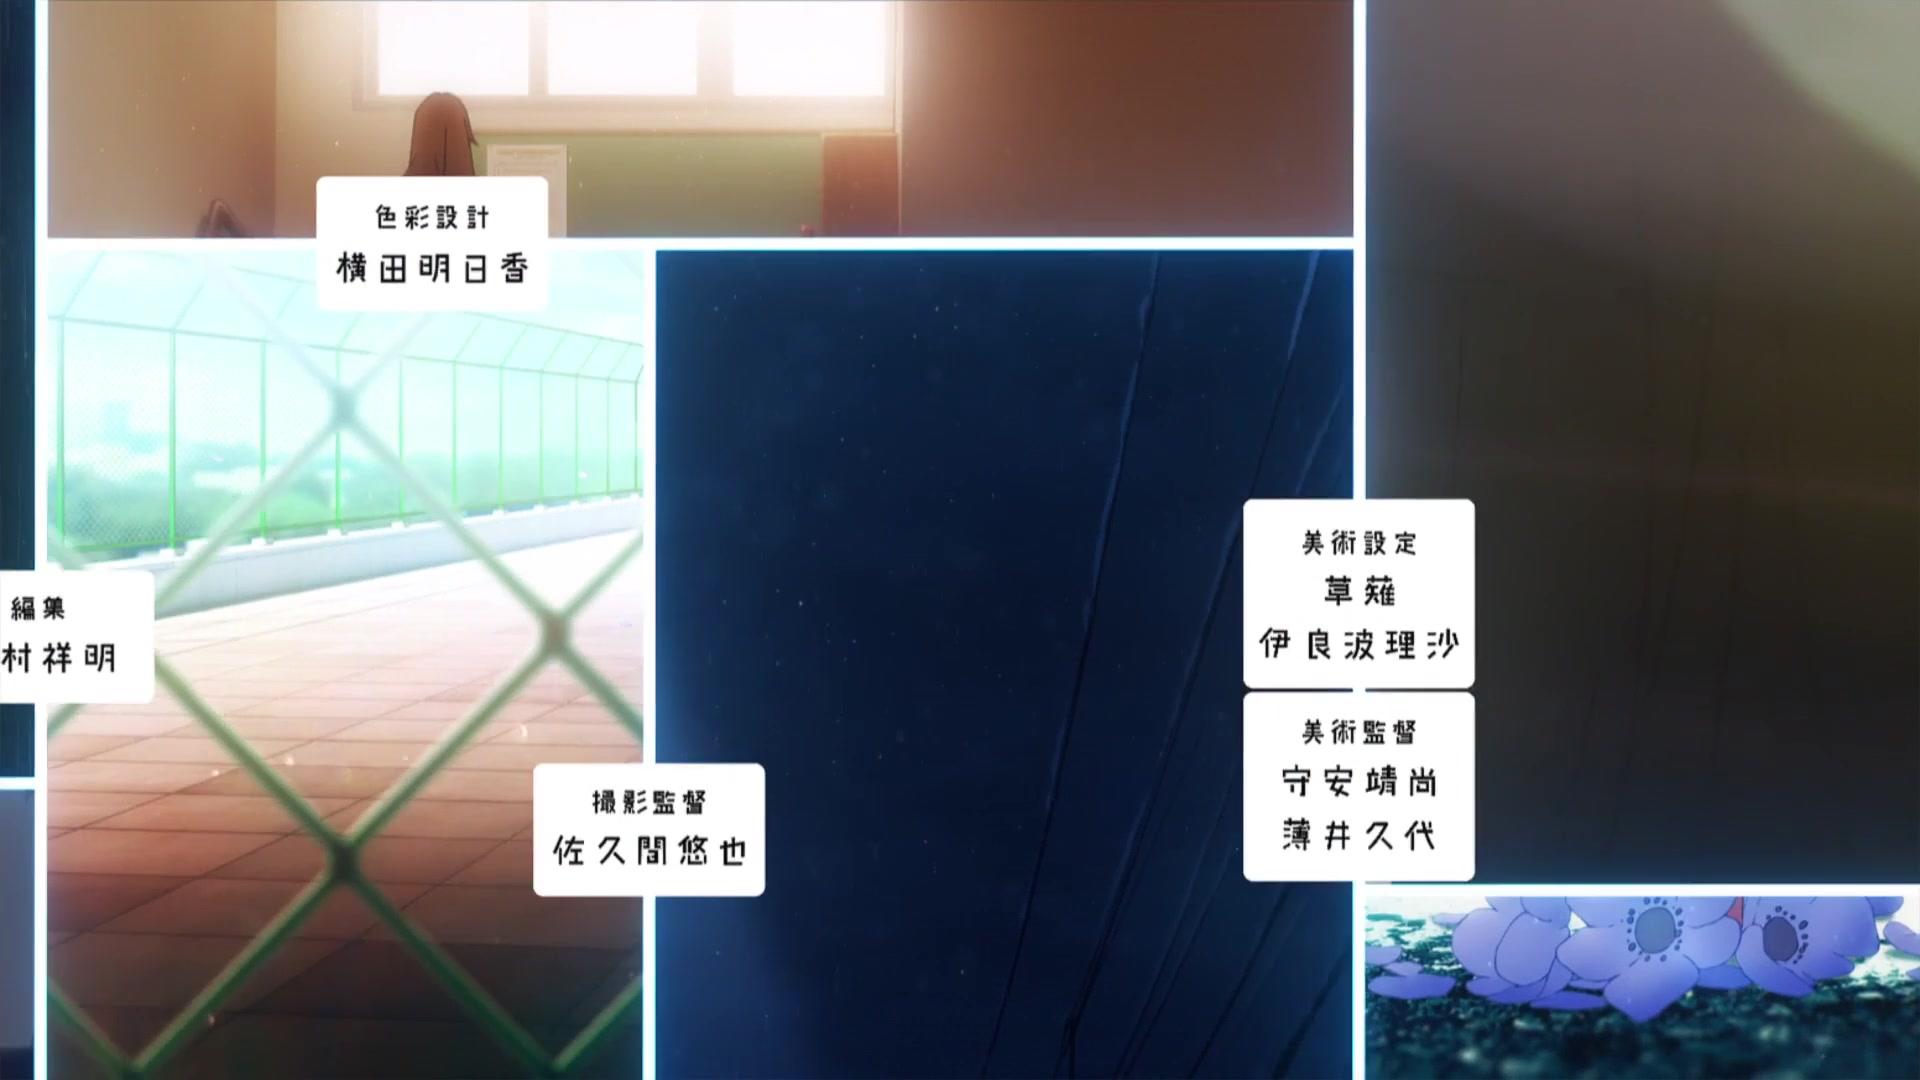 色彩設計
横田明日香
編集
村祥明
撮影監督
佐久間悠也
美術設定
草薙
伊良波理沙
美術監督
守安靖尚
薄井久代